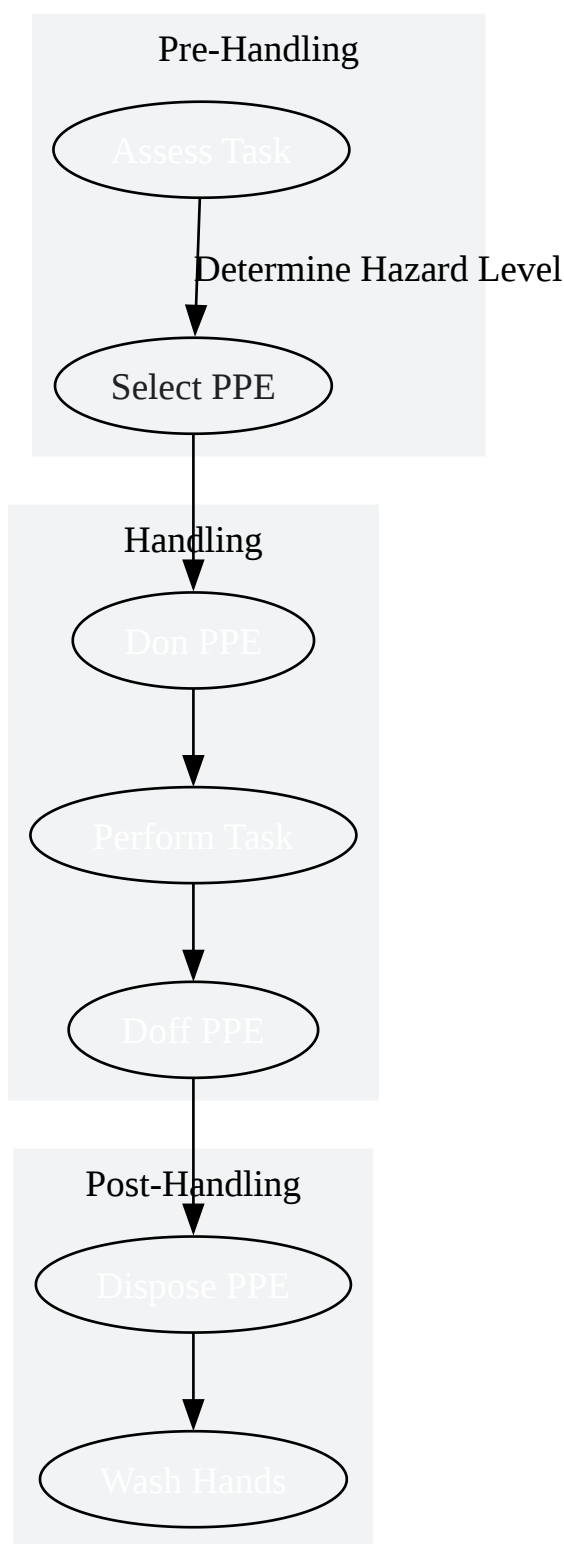 Pre-Handling
Assess Task
Determine Hazard Level
Select PPE
Handling
Don PPE
Perform Task
Doff PPE
Post-Handling
Dispose PPE
Wash Hands